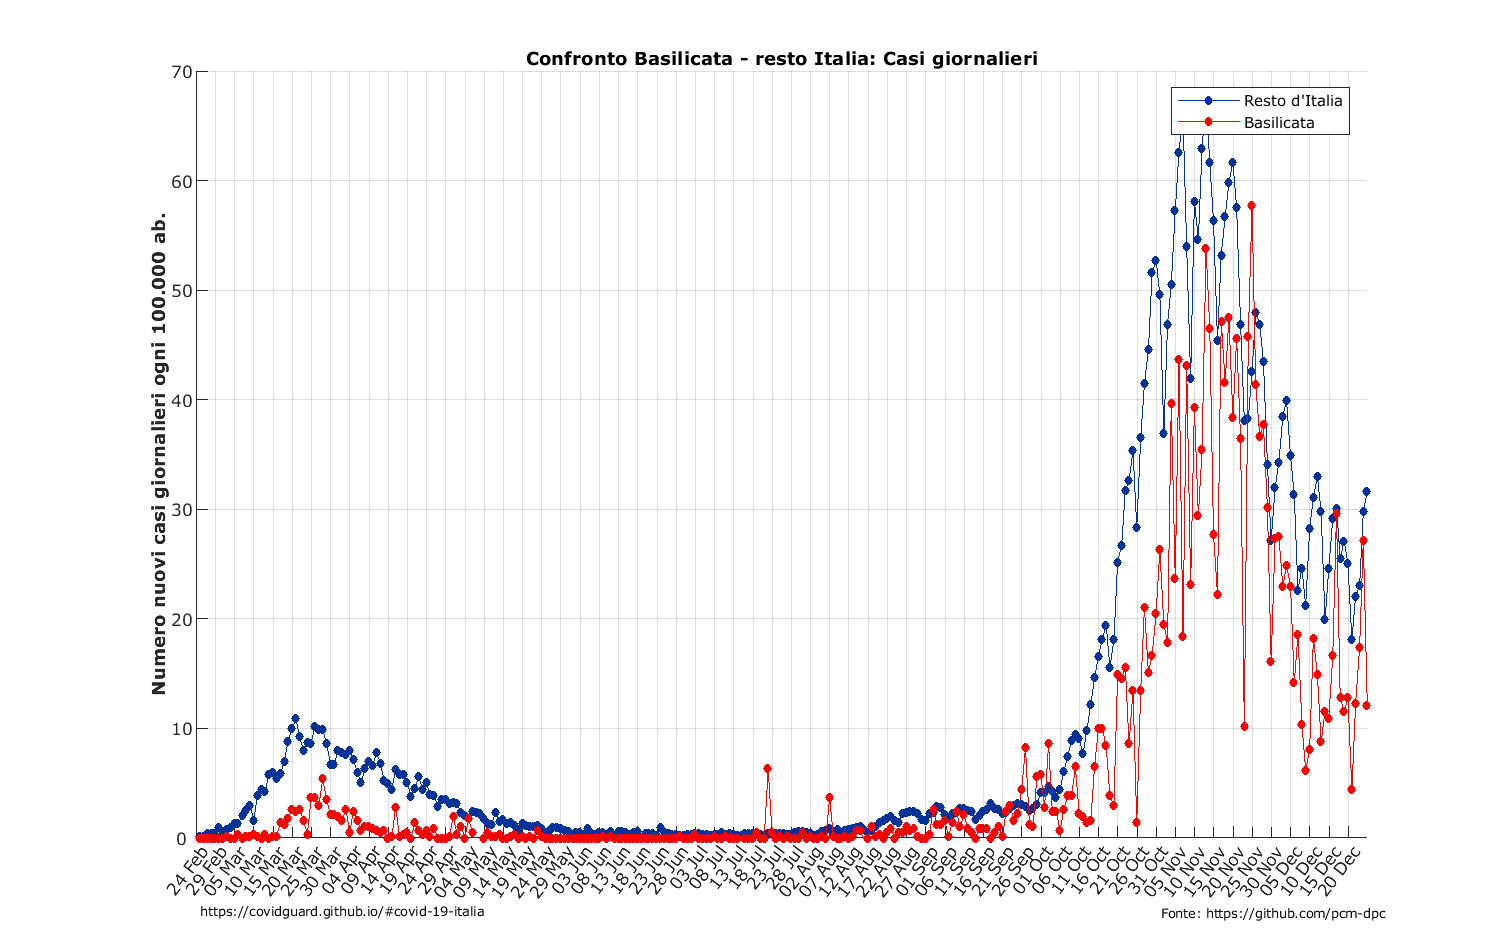 Confronto Basilicata - resto Italia: Casi giornalieri
Resto d'Italia
Basilicata
Numero nuovi casi giornalieri ogni 100.000 ab.
70
60
50
40
30
20
10
0
24 Feb
29 Feb
05 Mar
10 Mar
15 Mar
20 Mar
25 Mar
30 Mar
04 Apr
09 Apr
14 Apr
19 Apr
24 Apr
29 Apr
04 May
09 May
14 May
19 May
24 May
29 May
03 Jun
08 Jun
13 Jun
18 Jun
23 Jun
28 Jun
03 Jul
08 Jul
13 Jul
18 Jul
23 Jul
28 Jul
02 Aug
07 Aug
12 Aug
17 Aug
22 Aug
27 Aug
01 Sep
06 Sep
11 Sep
16 Sep
21 Sep
26 Sep
01 Oct
06 Oct
11 Oct
16 Oct
21 Oct
26 Oct
31 Oct
05 Nov
10 Nov
15 Nov
20 Nov
25 Nov
30 Nov
05 Dec
10 Dec
15 Dec
20 Dec
https://covidguard.github.io/#covid-19-italia
Fonte: https://github.com/pcm-dpc